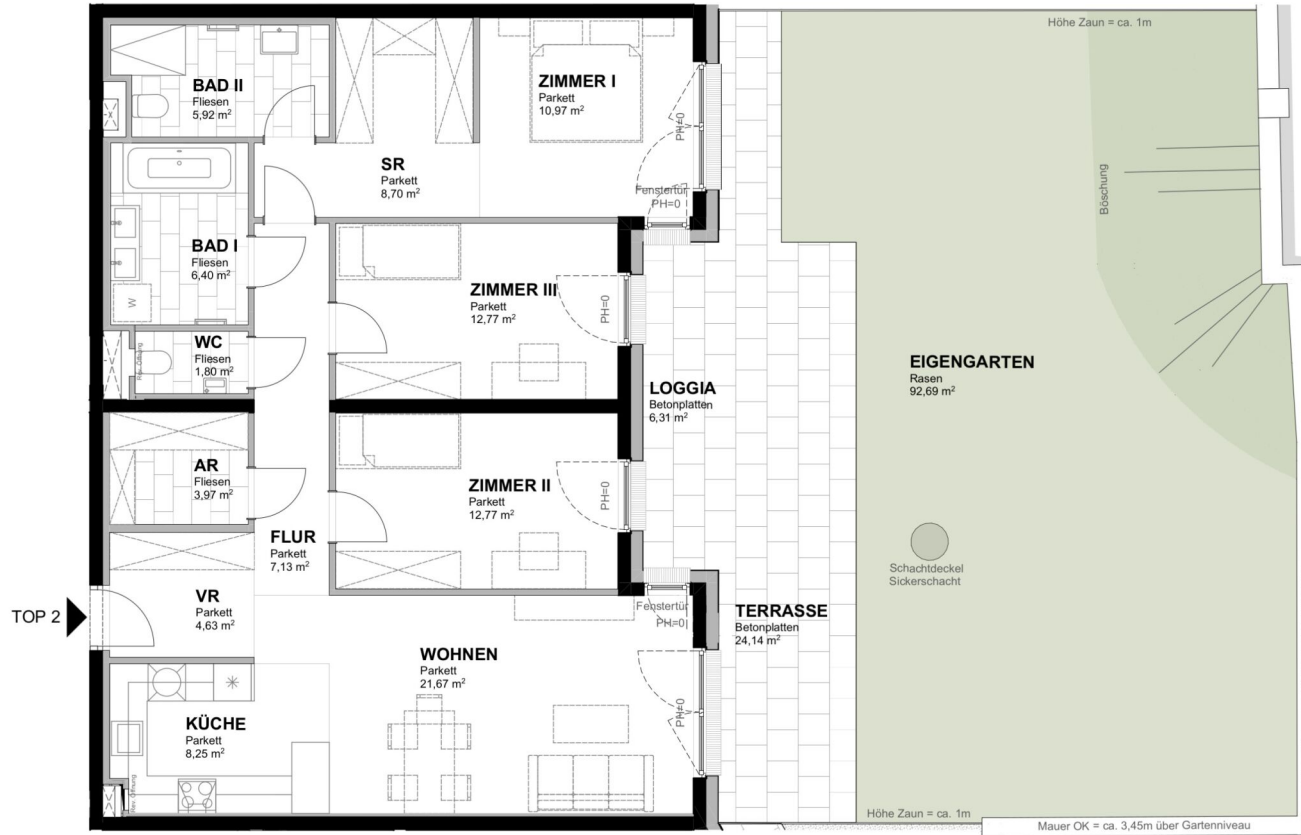 Höhe Zaun = ca. 1m
BAD II
Fliesen
5,92 m²
ZIMMER I
Parkett
10,97 m²
PH=0
SR
Parkett
8,70 m²
Fenstertür
PH=0
Böschung
BAD I
Fliesen
6,40 m²
W
ZIMMER III
Parkett
12,77 m²
PH=0
WC
Fliesen
1,80 m²
Rev. Öffnung
LOGGIA
Betonplatten
6,31 m²
EIGENGARTEN
Rasen
92,69 m²
AR
Fliesen
3,97 m²
ZIMMER II
Parkett
12,77 m²
PH=0
FLUR
Parkett
7,13 m²
Schachtdeckel
Sickerschacht
TOP 2
VR
Parkett
4,63 m²
Fenstertür
PH=0
TERRASSE
Betonplatten
24,14 m²
WOHNEN
Parkett
21,67 m²
PH=0
KÜCHE
Parkett
8,25 m²
Rev. Öffnung
Höhe Zaun = ca. 1m
Mauer OK = ca. 3,45m über Gartenniveau